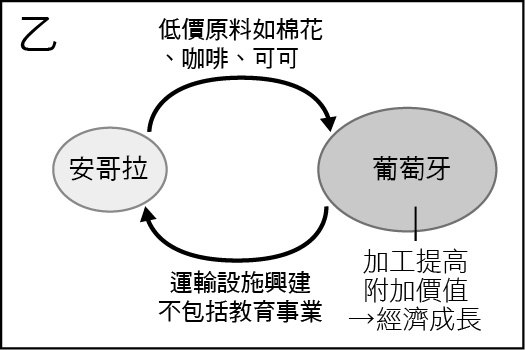 乙
低價原料如棉花
、咖啡、可可
安哥拉
葡萄牙
運輸設施興建
不包括教育事業
加工提高
附加價值
→經濟成長